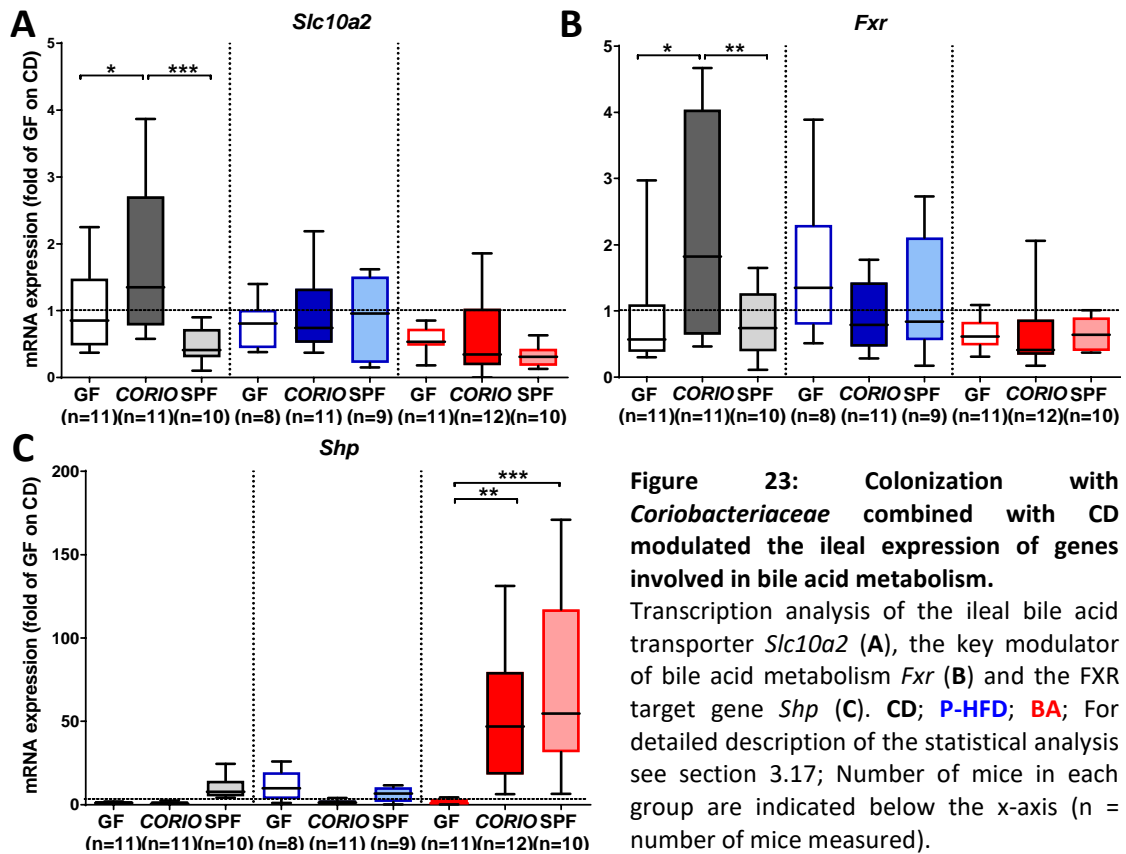 A
Slc10a2
mRNA expression (fold of GF on CD)
5
4
3
2
1
0
* ***
GF CORIO SPF GF CORIO SPF GF CORIO SPF
(n=11)(n=11)(n=10) (n=8) (n=11) (n=9) (n=11)(n=12)(n=10)
B
Fxr
5
4
3
2
1
0
* **
GF CORIO SPF GF CORIO SPF GF CORIO SPF
(n=11)(n=11)(n=10) (n=8) (n=11) (n=9) (n=11)(n=12)(n=10)
C
Shp
mRNA expression (fold of GF on CD)
200
150
100
50
0
***
**
GF CORIO SPF GF CORIO SPF GF CORIO SPF
(n=11)(n=11)(n=10) (n=8) (n=11) (n=9) (n=11)(n=12)(n=10)
Figure 23: Colonization with
Coriobacteriaceae combined with CD
modulated the ileal expression of genes
involved in bile acid metabolism.
Transcription analysis of the ileal bile acid
transporter Slc10a2 (A), the key modulator
of bile acid metabolism Fxr (B) and the FXR
target gene Shp (C). CD; P-HFD; BA; For
detailed description of the statistical analysis
see section 3.17; Number of mice in each
group are indicated below the x-axis (n =
number of mice measured).